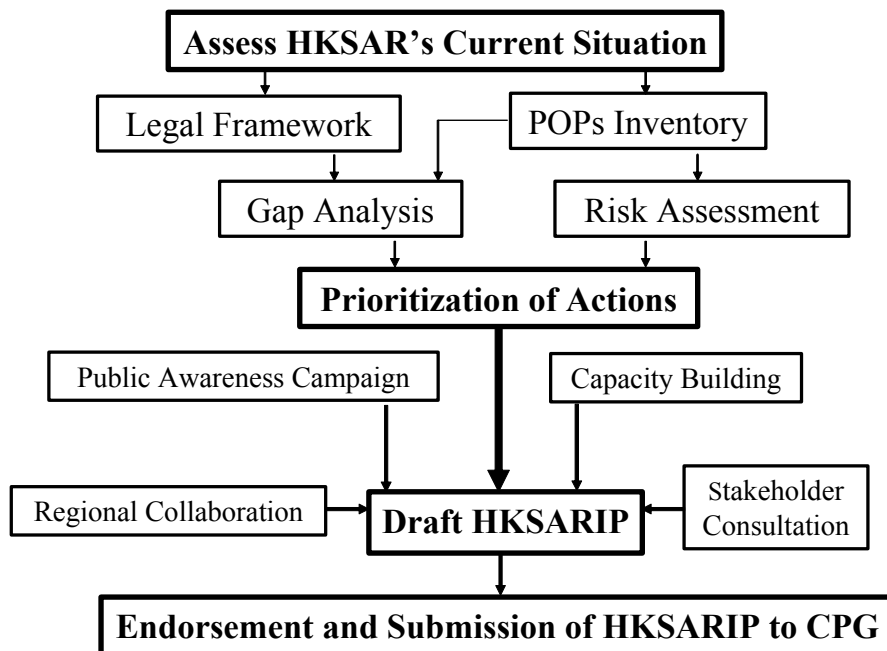 Assess HKSAR’s Current Situation
Legal Framework
POPs Inventory
Gap Analysis
Risk Assessment
Prioritization of Actions
Public Awareness Campaign
Capacity Building
Regional Collaboration
Draft HKSARIP
Stakeholder
Consultation
Endorsement and Submission of HKSARIP to CPG